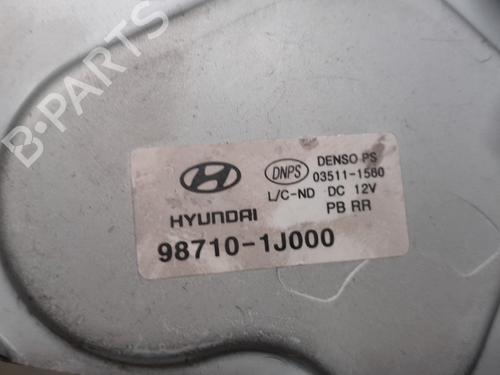 B-PARTS
DNPS
DENSO PS
03511-1560
L/C-ND DC 12V
HYUNDAI
PB RR
98710-1J000